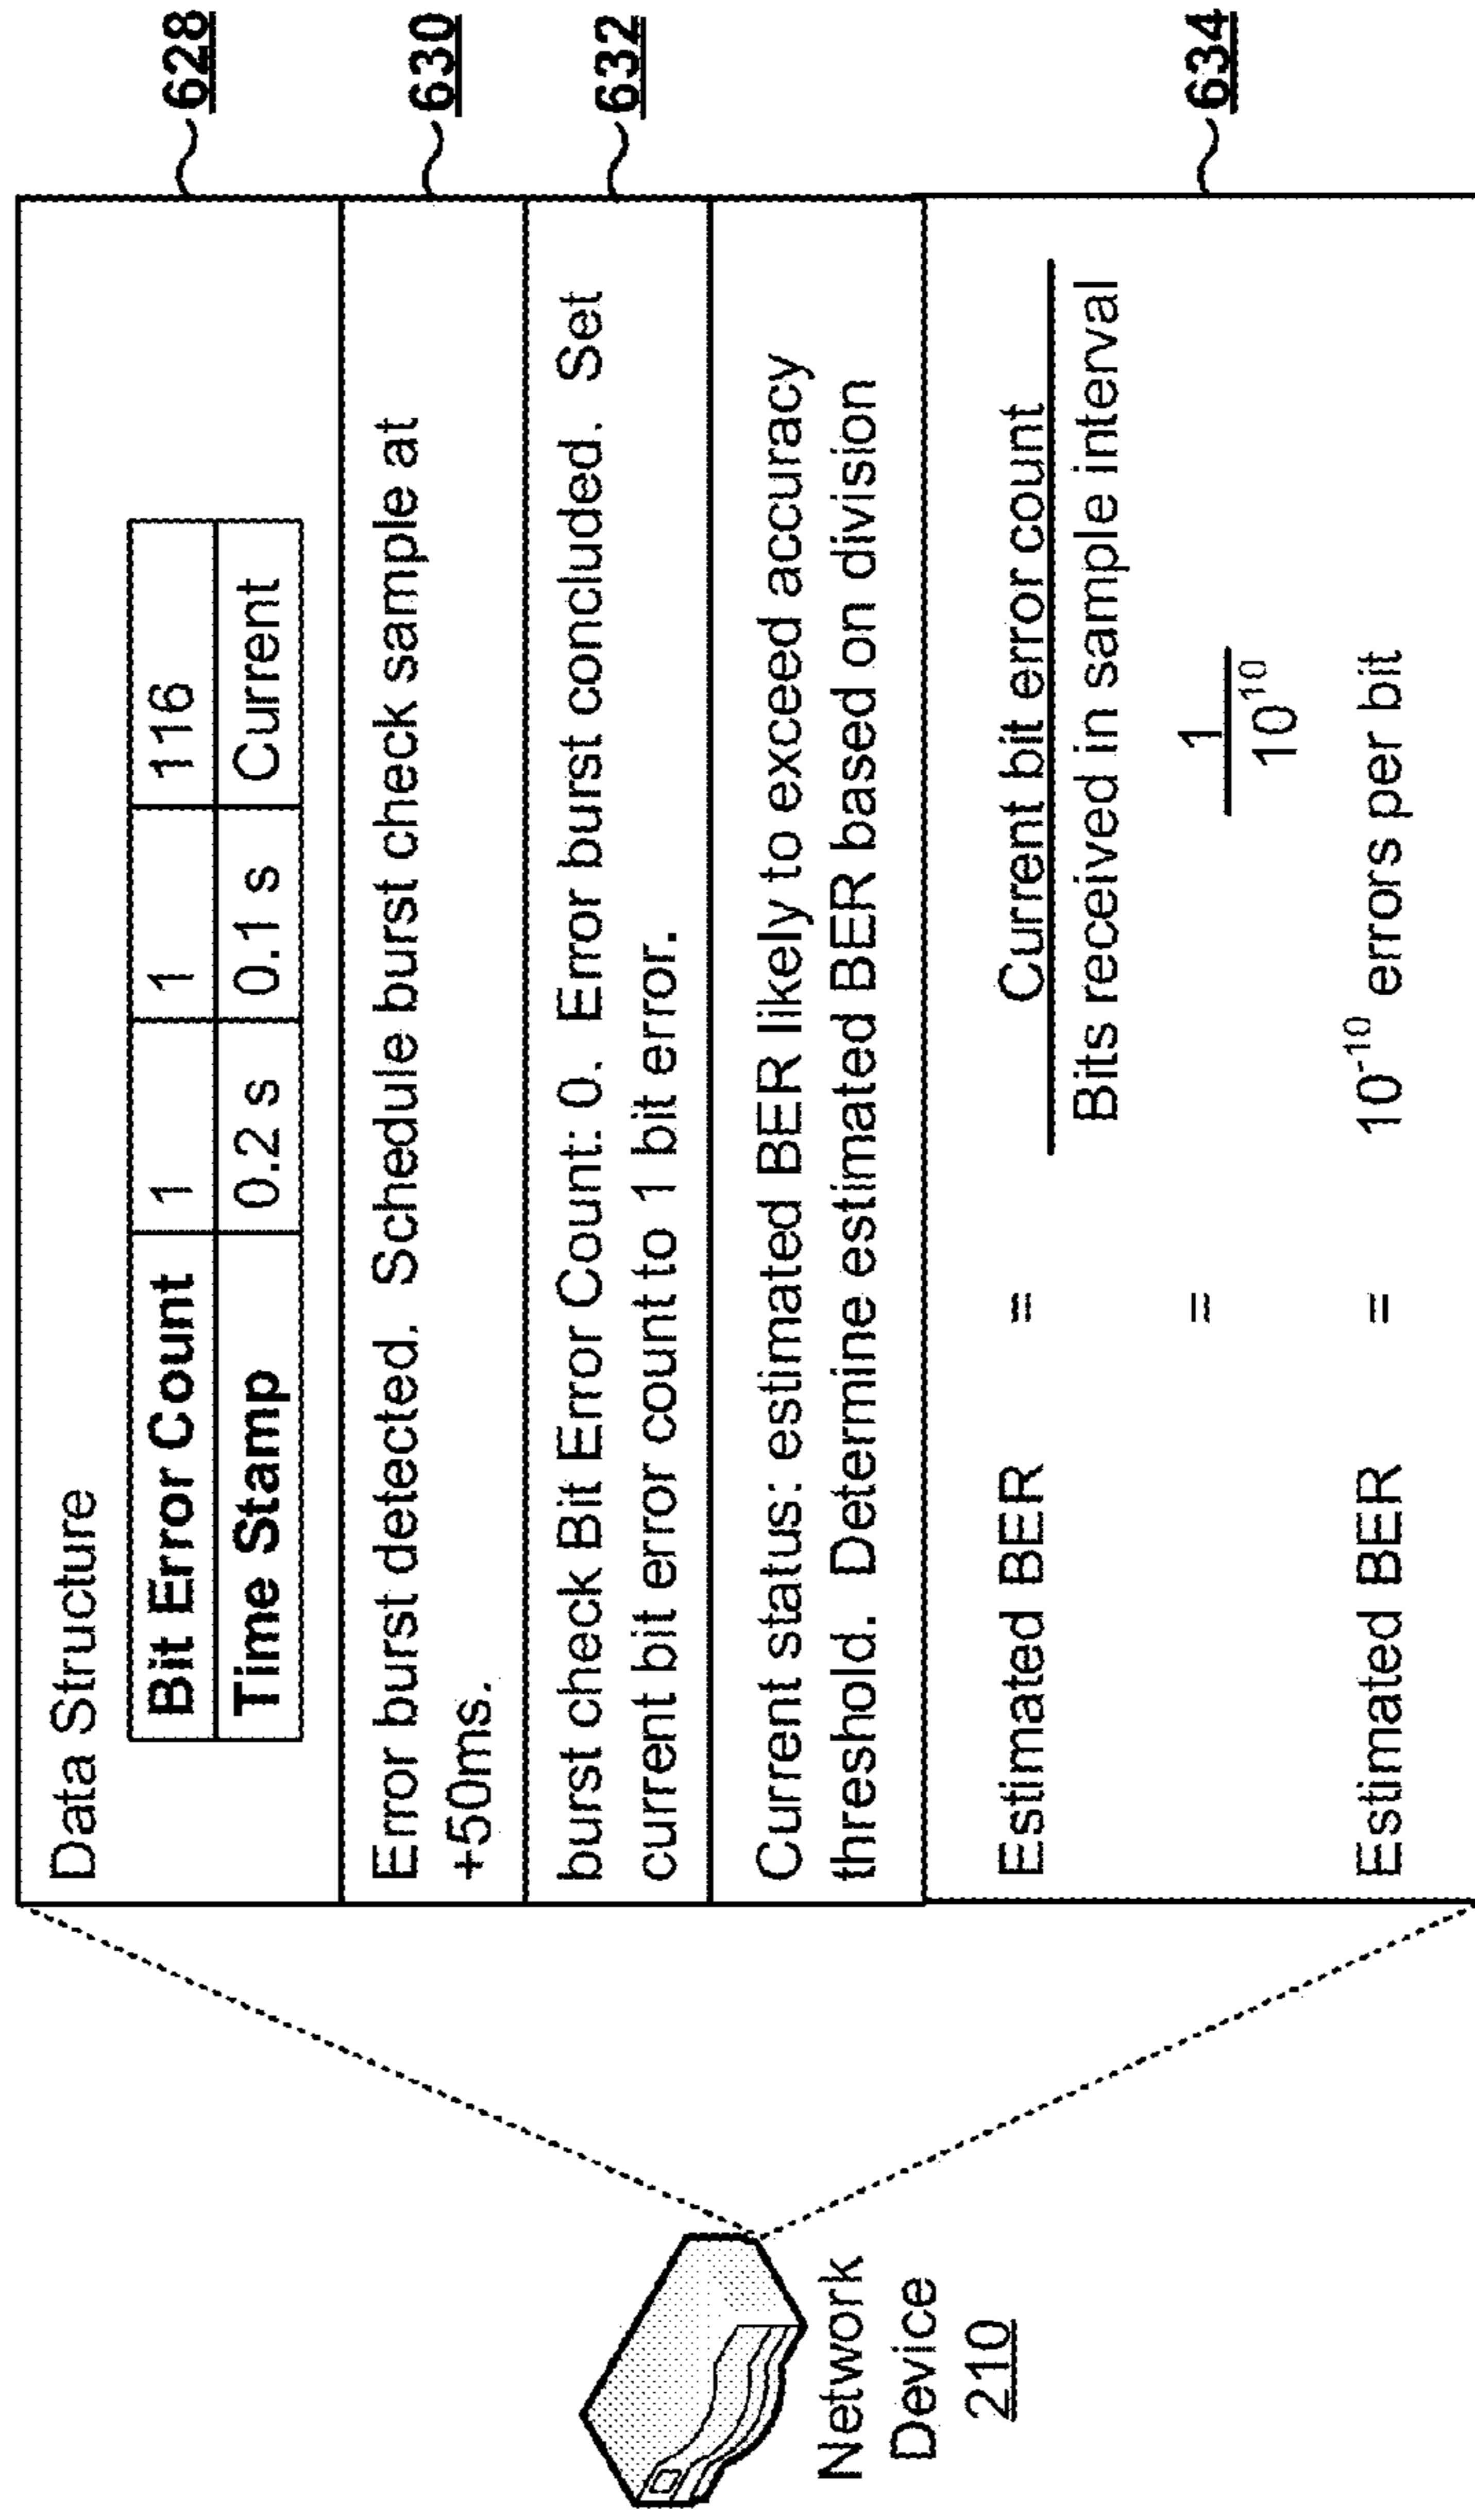 Data Structure
Bit Error Count 1 1 116
Time Stamp 0.2 s 0.1 s Current
628
Error burst detected. Schedule burst check sample at
+50ms.
630
burst check Bit Error Count: 0. Error burst concluded. Set
current bit error count to 1 bit error.
632
Current status: estimated BER likely to exceed accuracy
threshold. Determine estimated BER based on division
Estimated BER = Current bit error count
Bits received in sample interval
= 1
10¹⁰
Estimated BER = 10⁻¹⁰ errors per bit
634
Network
Device
210